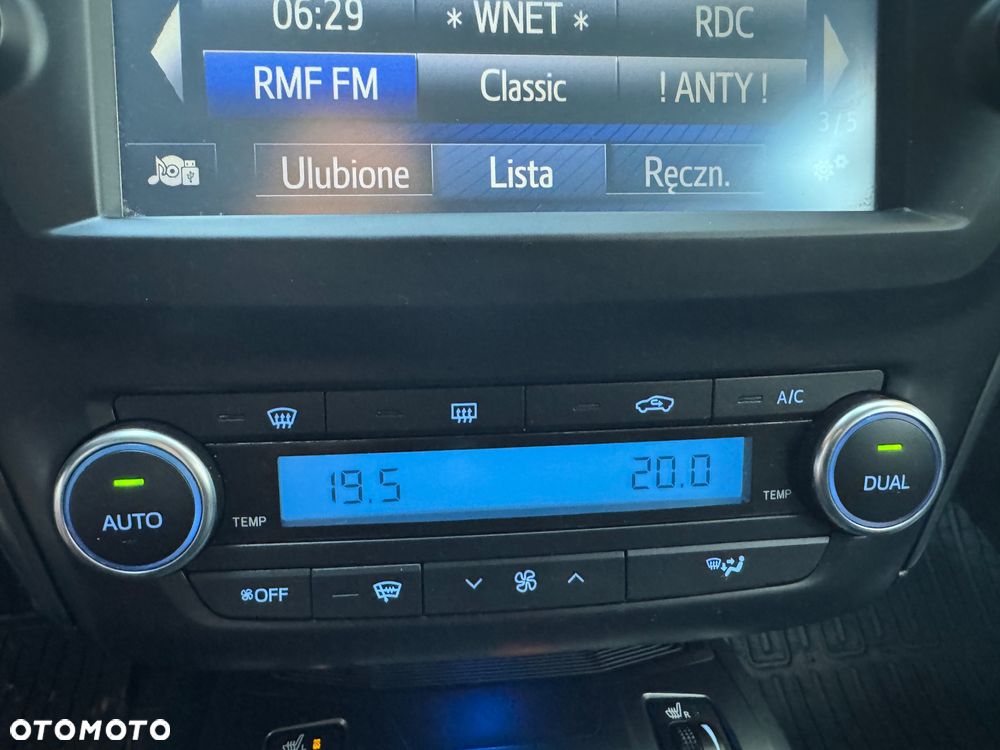 06:29 * WNET * RDC
RMF FM Classic ! ANTY !
3/5
Ulubione Lista Ręczn.
A/C
19.5 20.0
AUTO TEMP TEMP DUAL
OFF
R
L
OTOMOTO